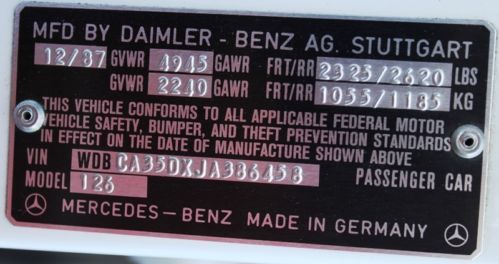 MFD BY DAIMLER - BENZ AG. STUTTGART
12/87 GVWR 4945 GAWR FRT/RR 2325/2620 LBS
GVWR 2240 GAWR FRT/RR 1055/1185 KG
THIS VEHICLE CONFORMS TO ALL APPLICABLE FEDERAL MOTOR
VEHICLE SAFETY, BUMPER, AND THEFT PREVENTION STANDARDS
IN EFFECT ON THE DATE OF MANUFACTURE SHOWN ABOVE
VIN WDB CA35DXJA386458
MODEL 126 PASSENGER CAR
MERCEDES-BENZ MADE IN GERMANY